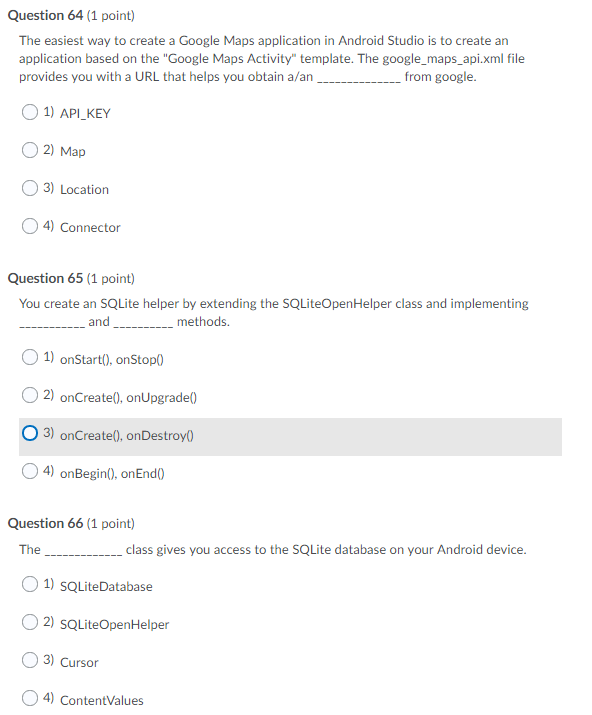 Question 64 (1 point)
The easiest way to create a Google Maps application in Android Studio is to create an
application based on the "Google Maps Activity" template. The google_maps_api.xml file
provides you with a URL that helps you obtain a/an ______________ from google.
1) API_KEY
2) Map
3) Location
4) Connector
Question 65 (1 point)
You create an SQLite helper by extending the SQLiteOpenHelper class and implementing
___________ and __________ methods.
1) onStart(), onStop()
2) onCreate(), onUpgrade()
3) onCreate(), onDestroy()
4) onBegin(), onEnd()
Question 66 (1 point)
The _____________ class gives you access to the SQLite database on your Android device.
1) SQLiteDatabase
2) SQLiteOpenHelper
3) Cursor
4) ContentValues